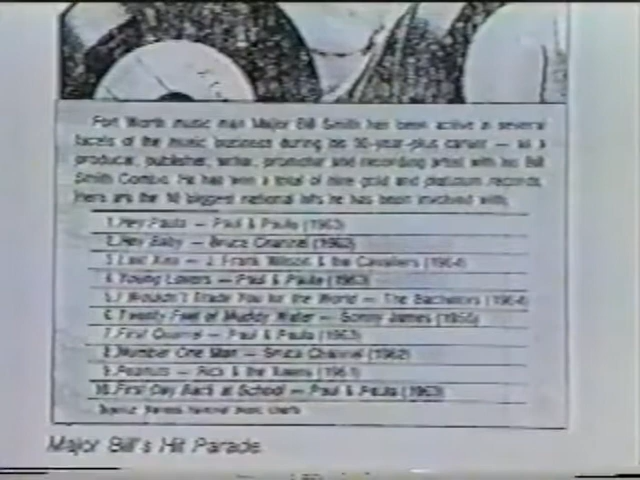 Fort Worth music man Major Bill Smith has been active in several
facets of the music business during his 30-year-plus career — as a
producer, publisher, writer, promoter and recording artist with his Bill
Smith Combo. He has won a total of nine gold and platinum records.
Here are the 10 biggest national hits he has been involved with.
1. Hey Paula — Paul & Paula (1963)
2. Hey Baby — Bruce Channel (1962)
3. Last Kiss — J. Frank Wilson & the Cavaliers (1964)
4. Young Lovers — Paul & Paula (1963)
5. I Wouldn't Trade You for the World — The Bachelors (1964)
6. Twenty Feet of Muddy Water — Sonny James (1956)
7. First Quarrel — Paul & Paula (1963)
8. Number One Man — Bruce Channel (1962)
9. Peanuts — Rick & the Keens (1961)
10. First Day Back at School — Paul & Paula (1963)
Source: national music charts
Major Bill's Hit Parade